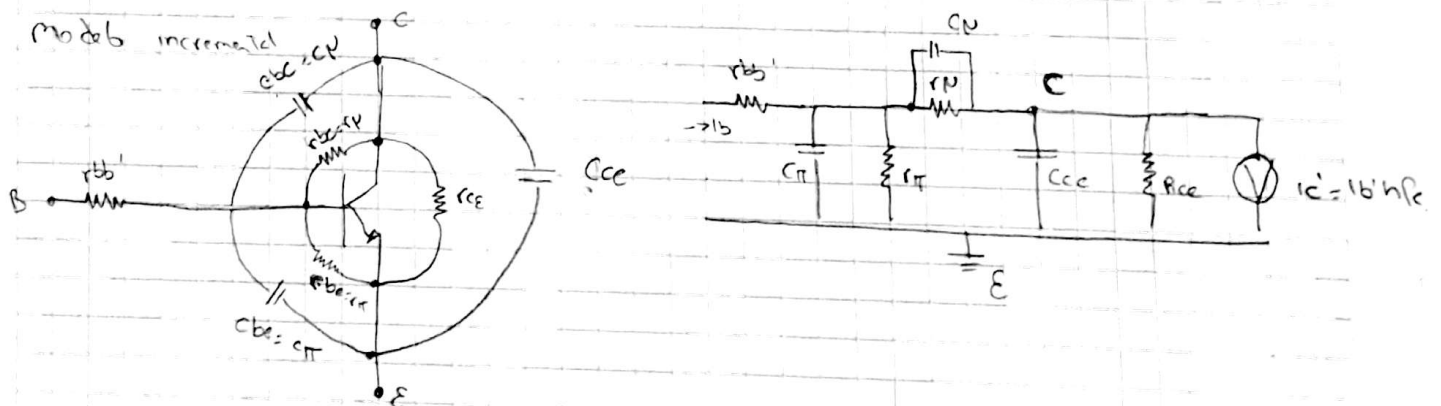 Modelo incremental
C
Cbc = Cμ
rbc = rμ
rbb'
B
rCE
Cce
rbe = rπ
Cbe = Cπ
E
Cμ
rμ
C
rbb'
→ ib
Cπ
rπ
Cce
Rce
ic' = ib' hfe
E